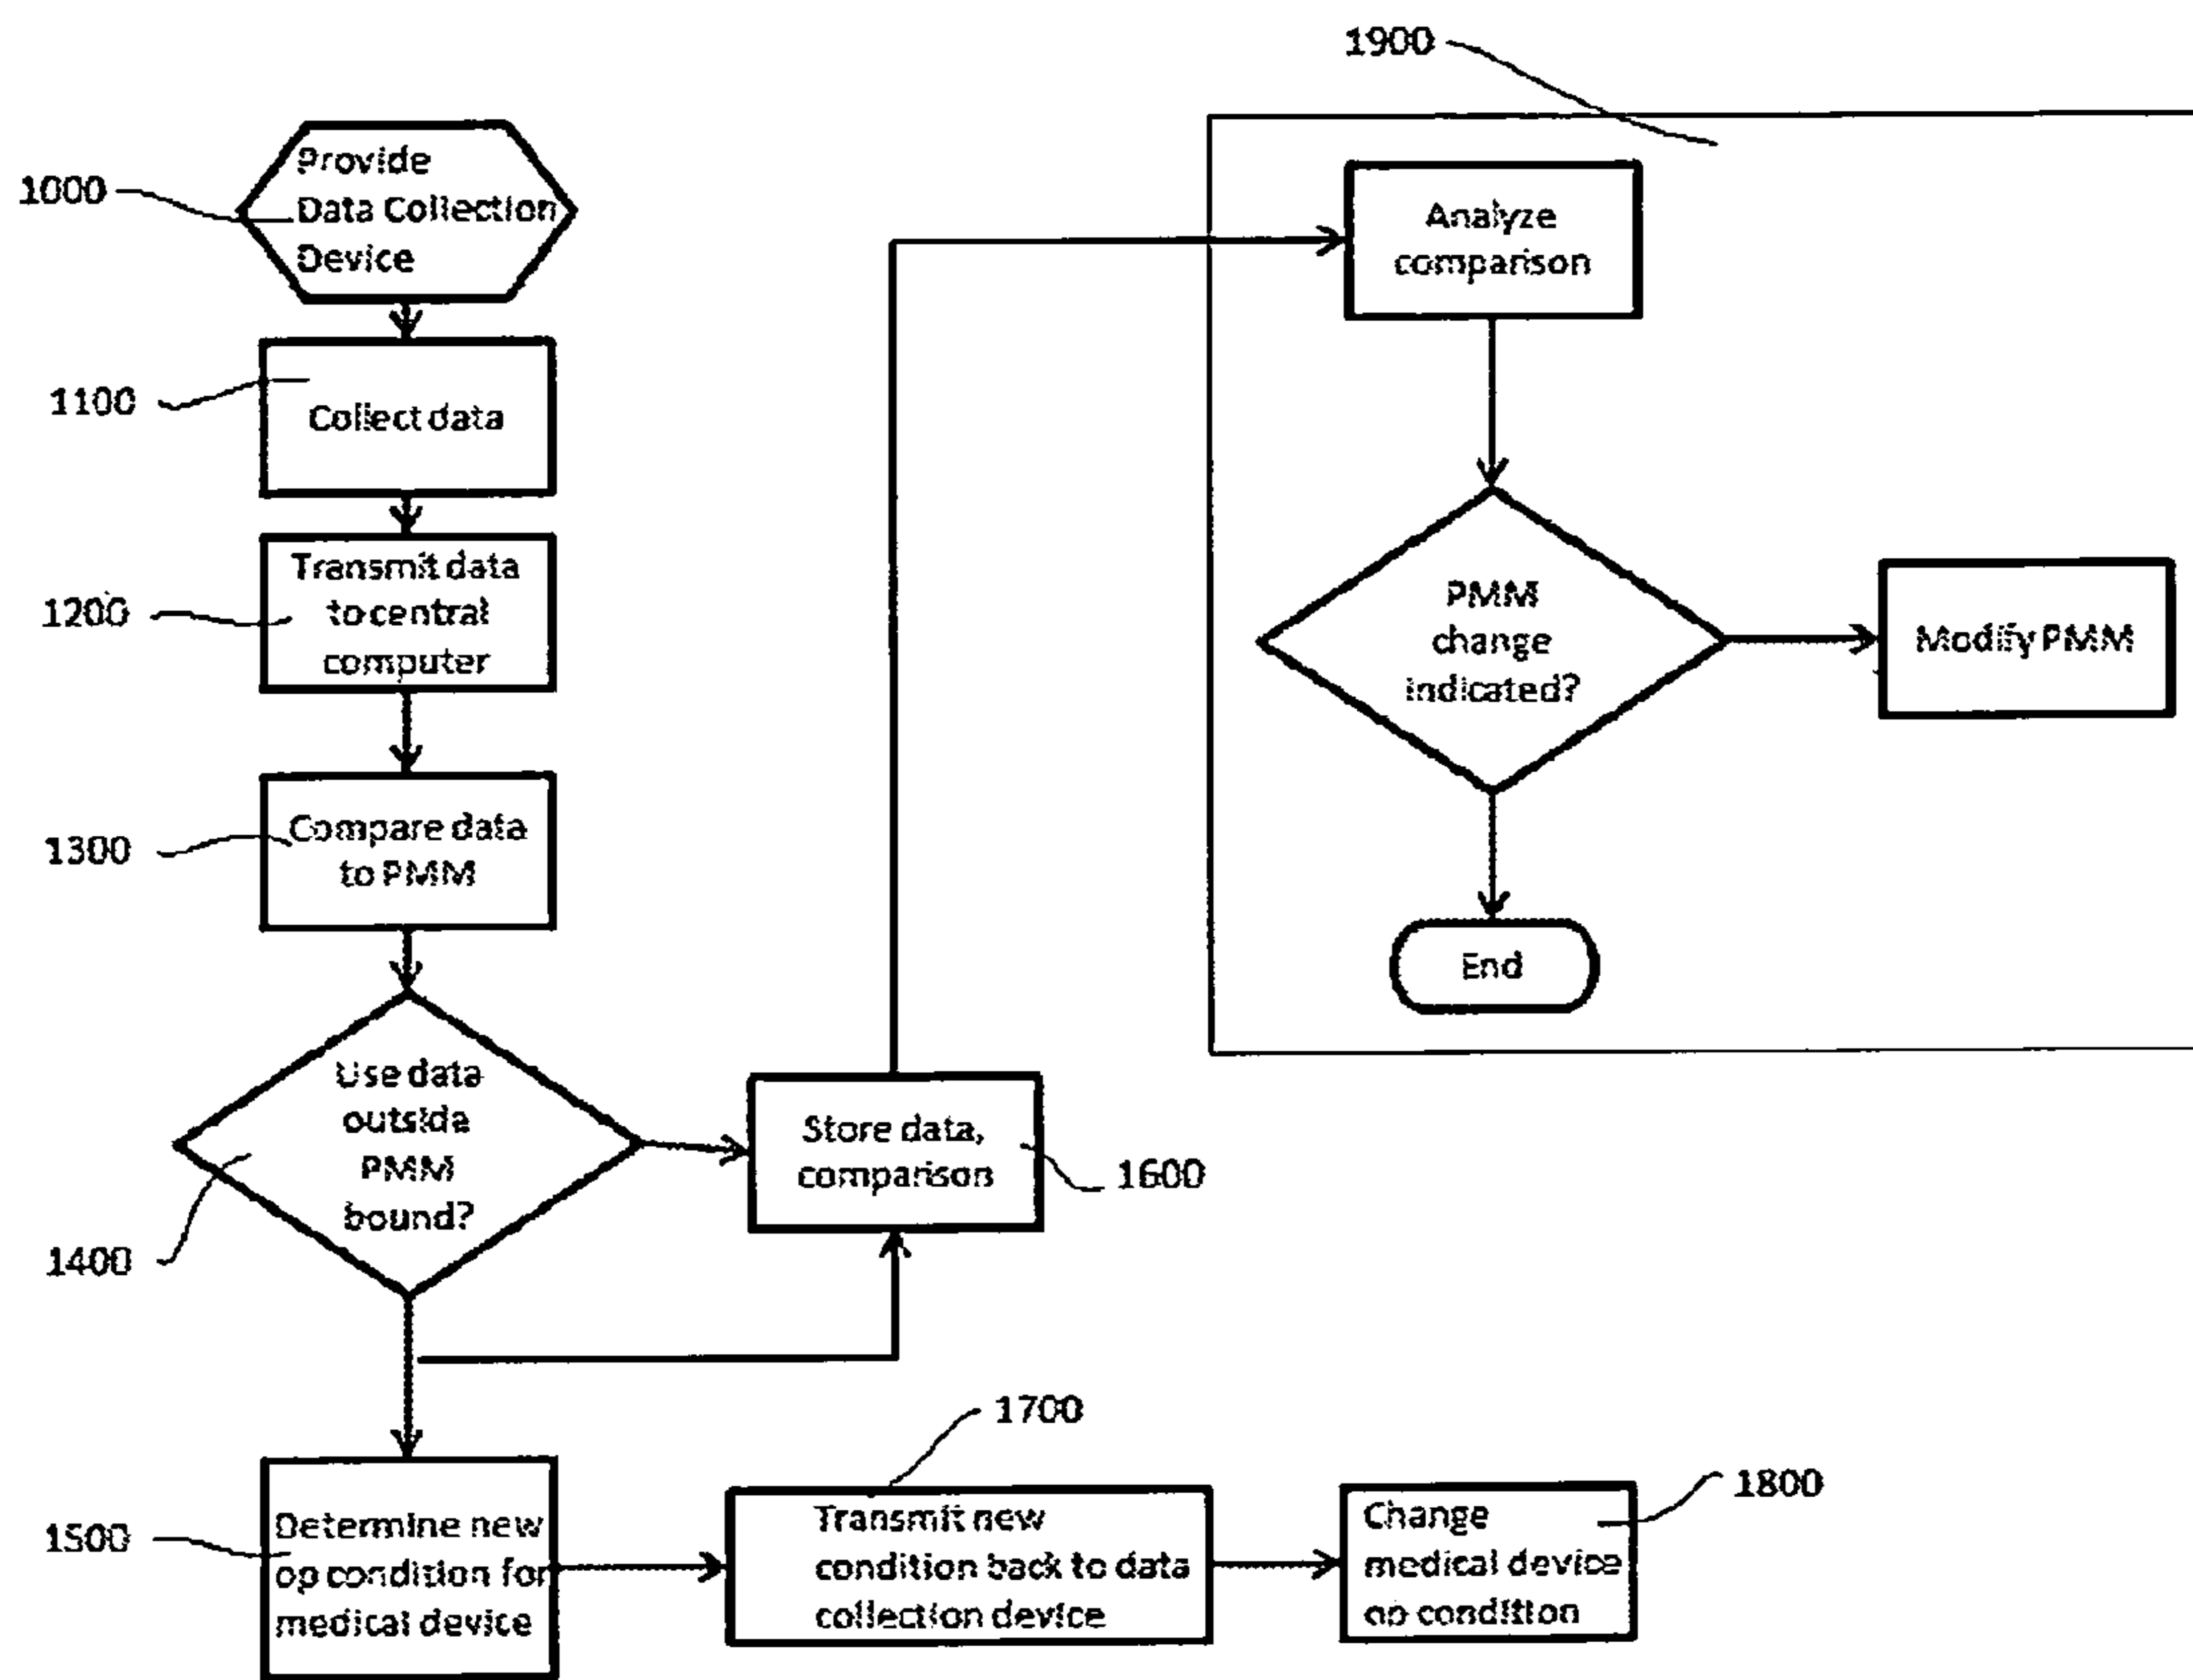 1900
1000
Provide
Data Collection
Device
Analyze
comparison
1100
Collect data
1200
Transmit data
to central
computer
PMM
change
indicated?
Modify PMM
1300
Compare data
to PMM
End
1400
Use data
outside
PMM
bound?
Store data,
comparison
1600
1500
Determine new
op condition for
medical device
1700
Transmit new
condition back to data
collection device
1800
Change
medical device
op condition